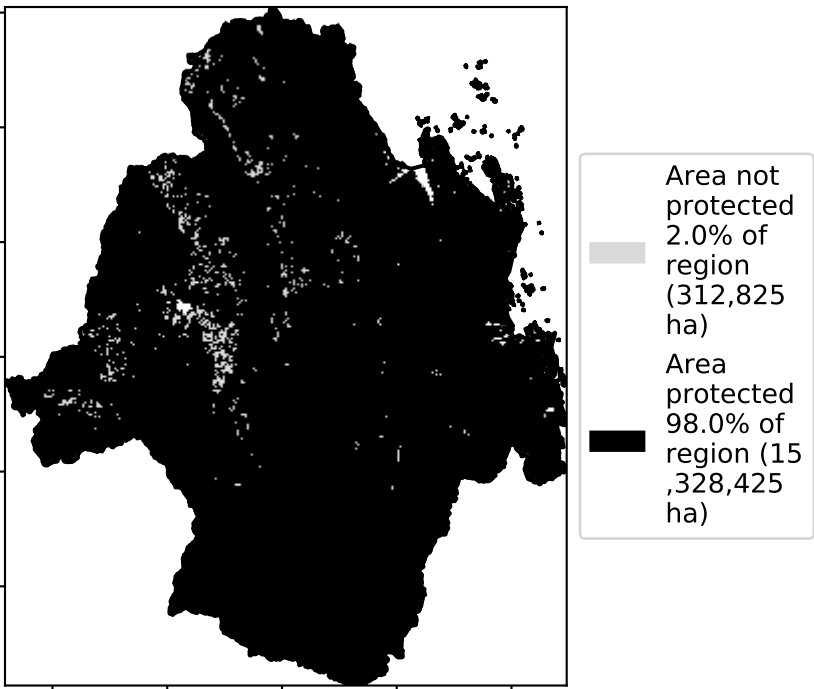 Area not
protected
2.0% of
region
(312,825
ha)
Area
protected
98.0% of
region (15
,328,425
ha)